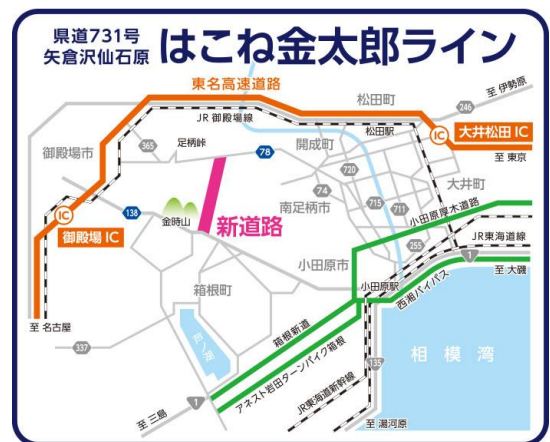 県道731号
矢倉沢仙石原
はこね金太郎ライン
東名高速道路
松田町
至 伊勢原
246
JR 御殿場線
松田駅
IC
大井松田 IC
至 東京
365
足柄峠
開成町
御殿場市
78
720
大井町
74
南足柄市
715
711
小田原厚木道路
IC
138
金時山
新道路
御殿場 IC
255
JR東海道線
小田原市
1
至 大磯
箱根町
小田原駅
西湘バイパス
至 名古屋
芦ノ湖
箱根新道
337
アネスト岩田ターンパイク箱根
135
相模湾
JR東海道新幹線
1
至 三島
至 湯河原